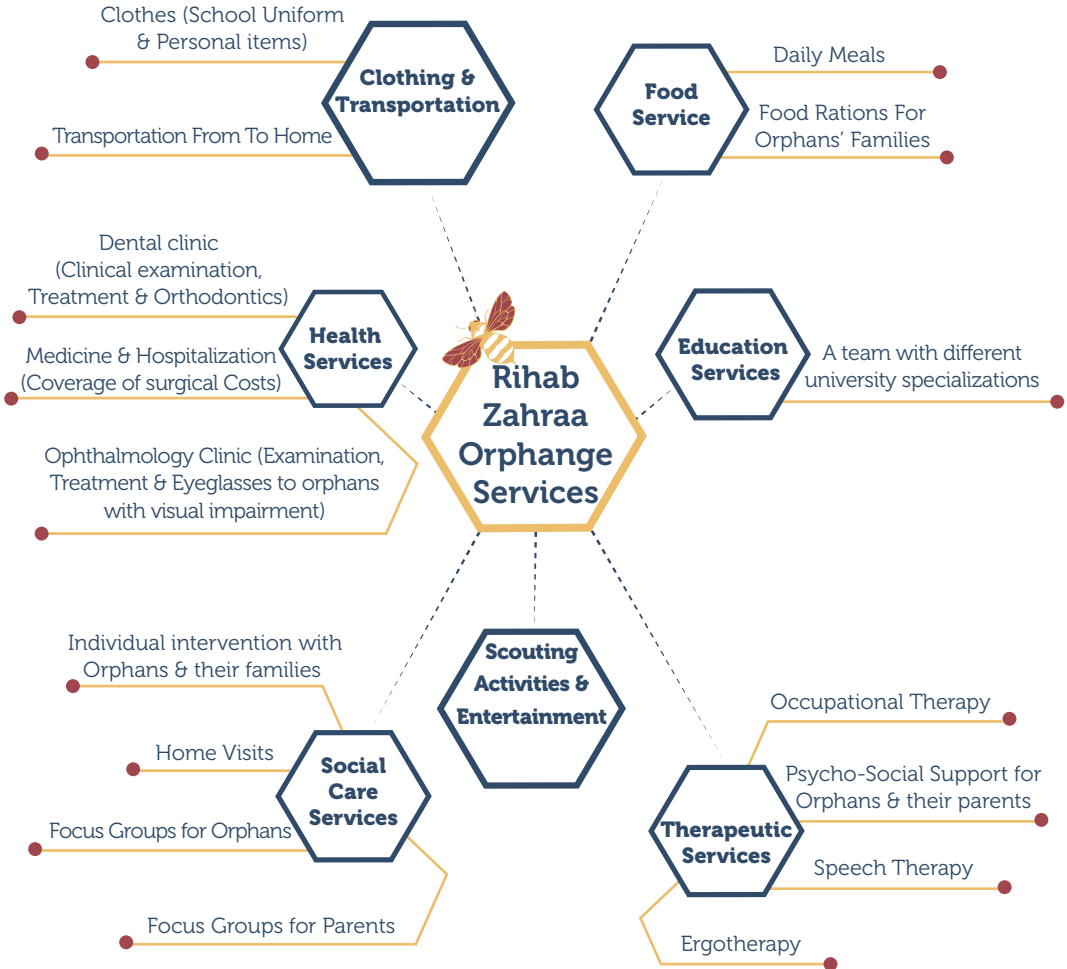 Clothes (School Uniform
& Personal items)
Transportation From To Home
Clothing &
Transportation
Food
Service
Daily Meals
Food Rations For
Orphans' Families
Dental clinic
(Clinical examination,
Treatment & Orthodontics)
Medicine & Hospitalization
(Coverage of surgical Costs)
Ophthalmology Clinic (Examination,
Treatment & Eyeglasses to orphans
with visual impairment)
Health
Services
Rihab
Zahraa
Orphange
Services
Education
Services
A team with different
university specializations
Individual intervention with
Orphans & their families
Home Visits
Focus Groups for Orphans
Focus Groups for Parents
Social
Care
Services
Scouting
Activities &
Entertainment
Therapeutic
Services
Occupational Therapy
Psycho-Social Support for
Orphans & their parents
Speech Therapy
Ergotherapy